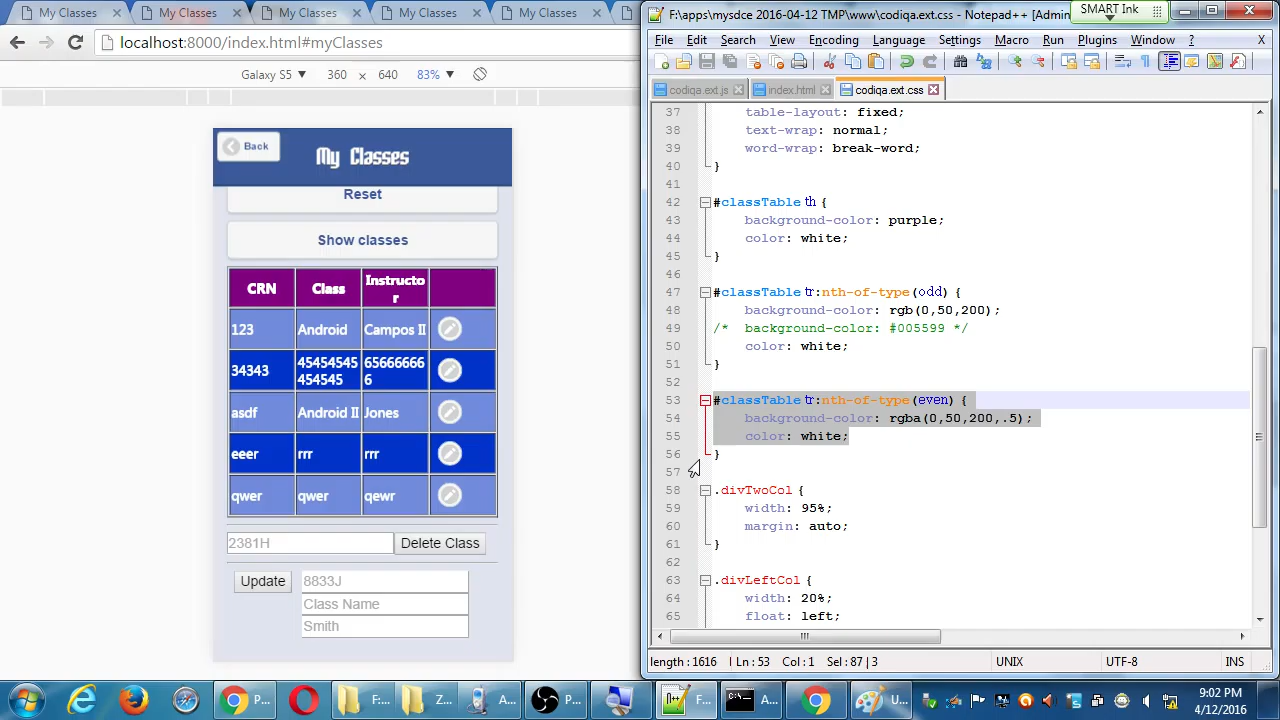 My Classes
My Classes
My Classes
My Classes
My Classes
localhost:8000/index.html#myClasses
Galaxy S5 ▼ 360 x 640 83% ▼
Back
My Classes
Reset
Show classes
CRN Class Instructor
123 Android Campos II
34343 45454545454545 656666666
asdf Android II Jones
eeer rrr rrr
qwer qwer qewr
2381H Delete Class
Update 8833J
Class Name
Smith
F:\apps\mysdce 2016-04-12 TMP\www\codiqa.ext.css - Notepad++ [Admin
SMART Ink
File Edit Search View Encoding Language Settings Macro Run Plugins Window ? X
codiqa.ext.js index.html codiqa.ext.css
37 table-layout: fixed;
38 text-wrap: normal;
39 word-wrap: break-word;
40 }
41
42 #classTable th {
43 background-color: purple;
44 color: white;
45 }
46
47 #classTable tr:nth-of-type(odd) {
48 background-color: rgb(0,50,200);
49 /* background-color: #005599 */
50 color: white;
51 }
52
53 #classTable tr:nth-of-type(even) {
54 background-color: rgba(0,50,200,.5);
55 color: white;
56 }
57
58 .divTwoCol {
59 width: 95%;
60 margin: auto;
61 }
62
63 .divLeftCol {
64 width: 20%;
65 float: left;
length : 1616 Ln : 53 Col : 1 Sel : 87 | 3 UNIX UTF-8 INS
P... F:... Z... A... P... F... A... U...
9:02 PM
4/12/2016